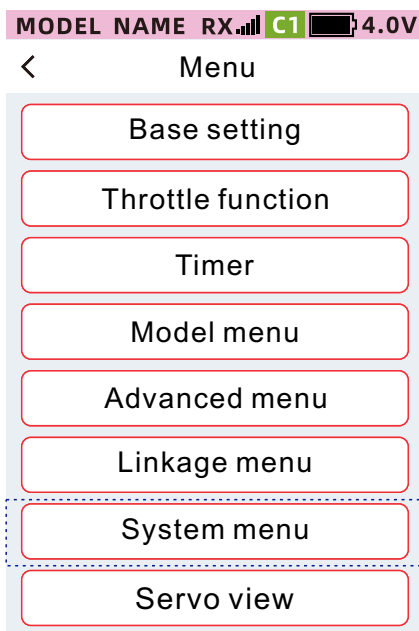 MODEL NAME RX C1 4.0V
Menu
Base setting
Throttle function
Timer
Model menu
Advanced menu
Linkage menu
System menu
Servo view